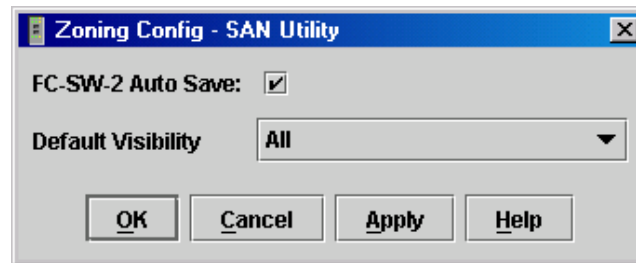 Zoning Config - SAN Utility
FC-SW-2 Auto Save:
Default Visibility All
OK Cancel Apply Help